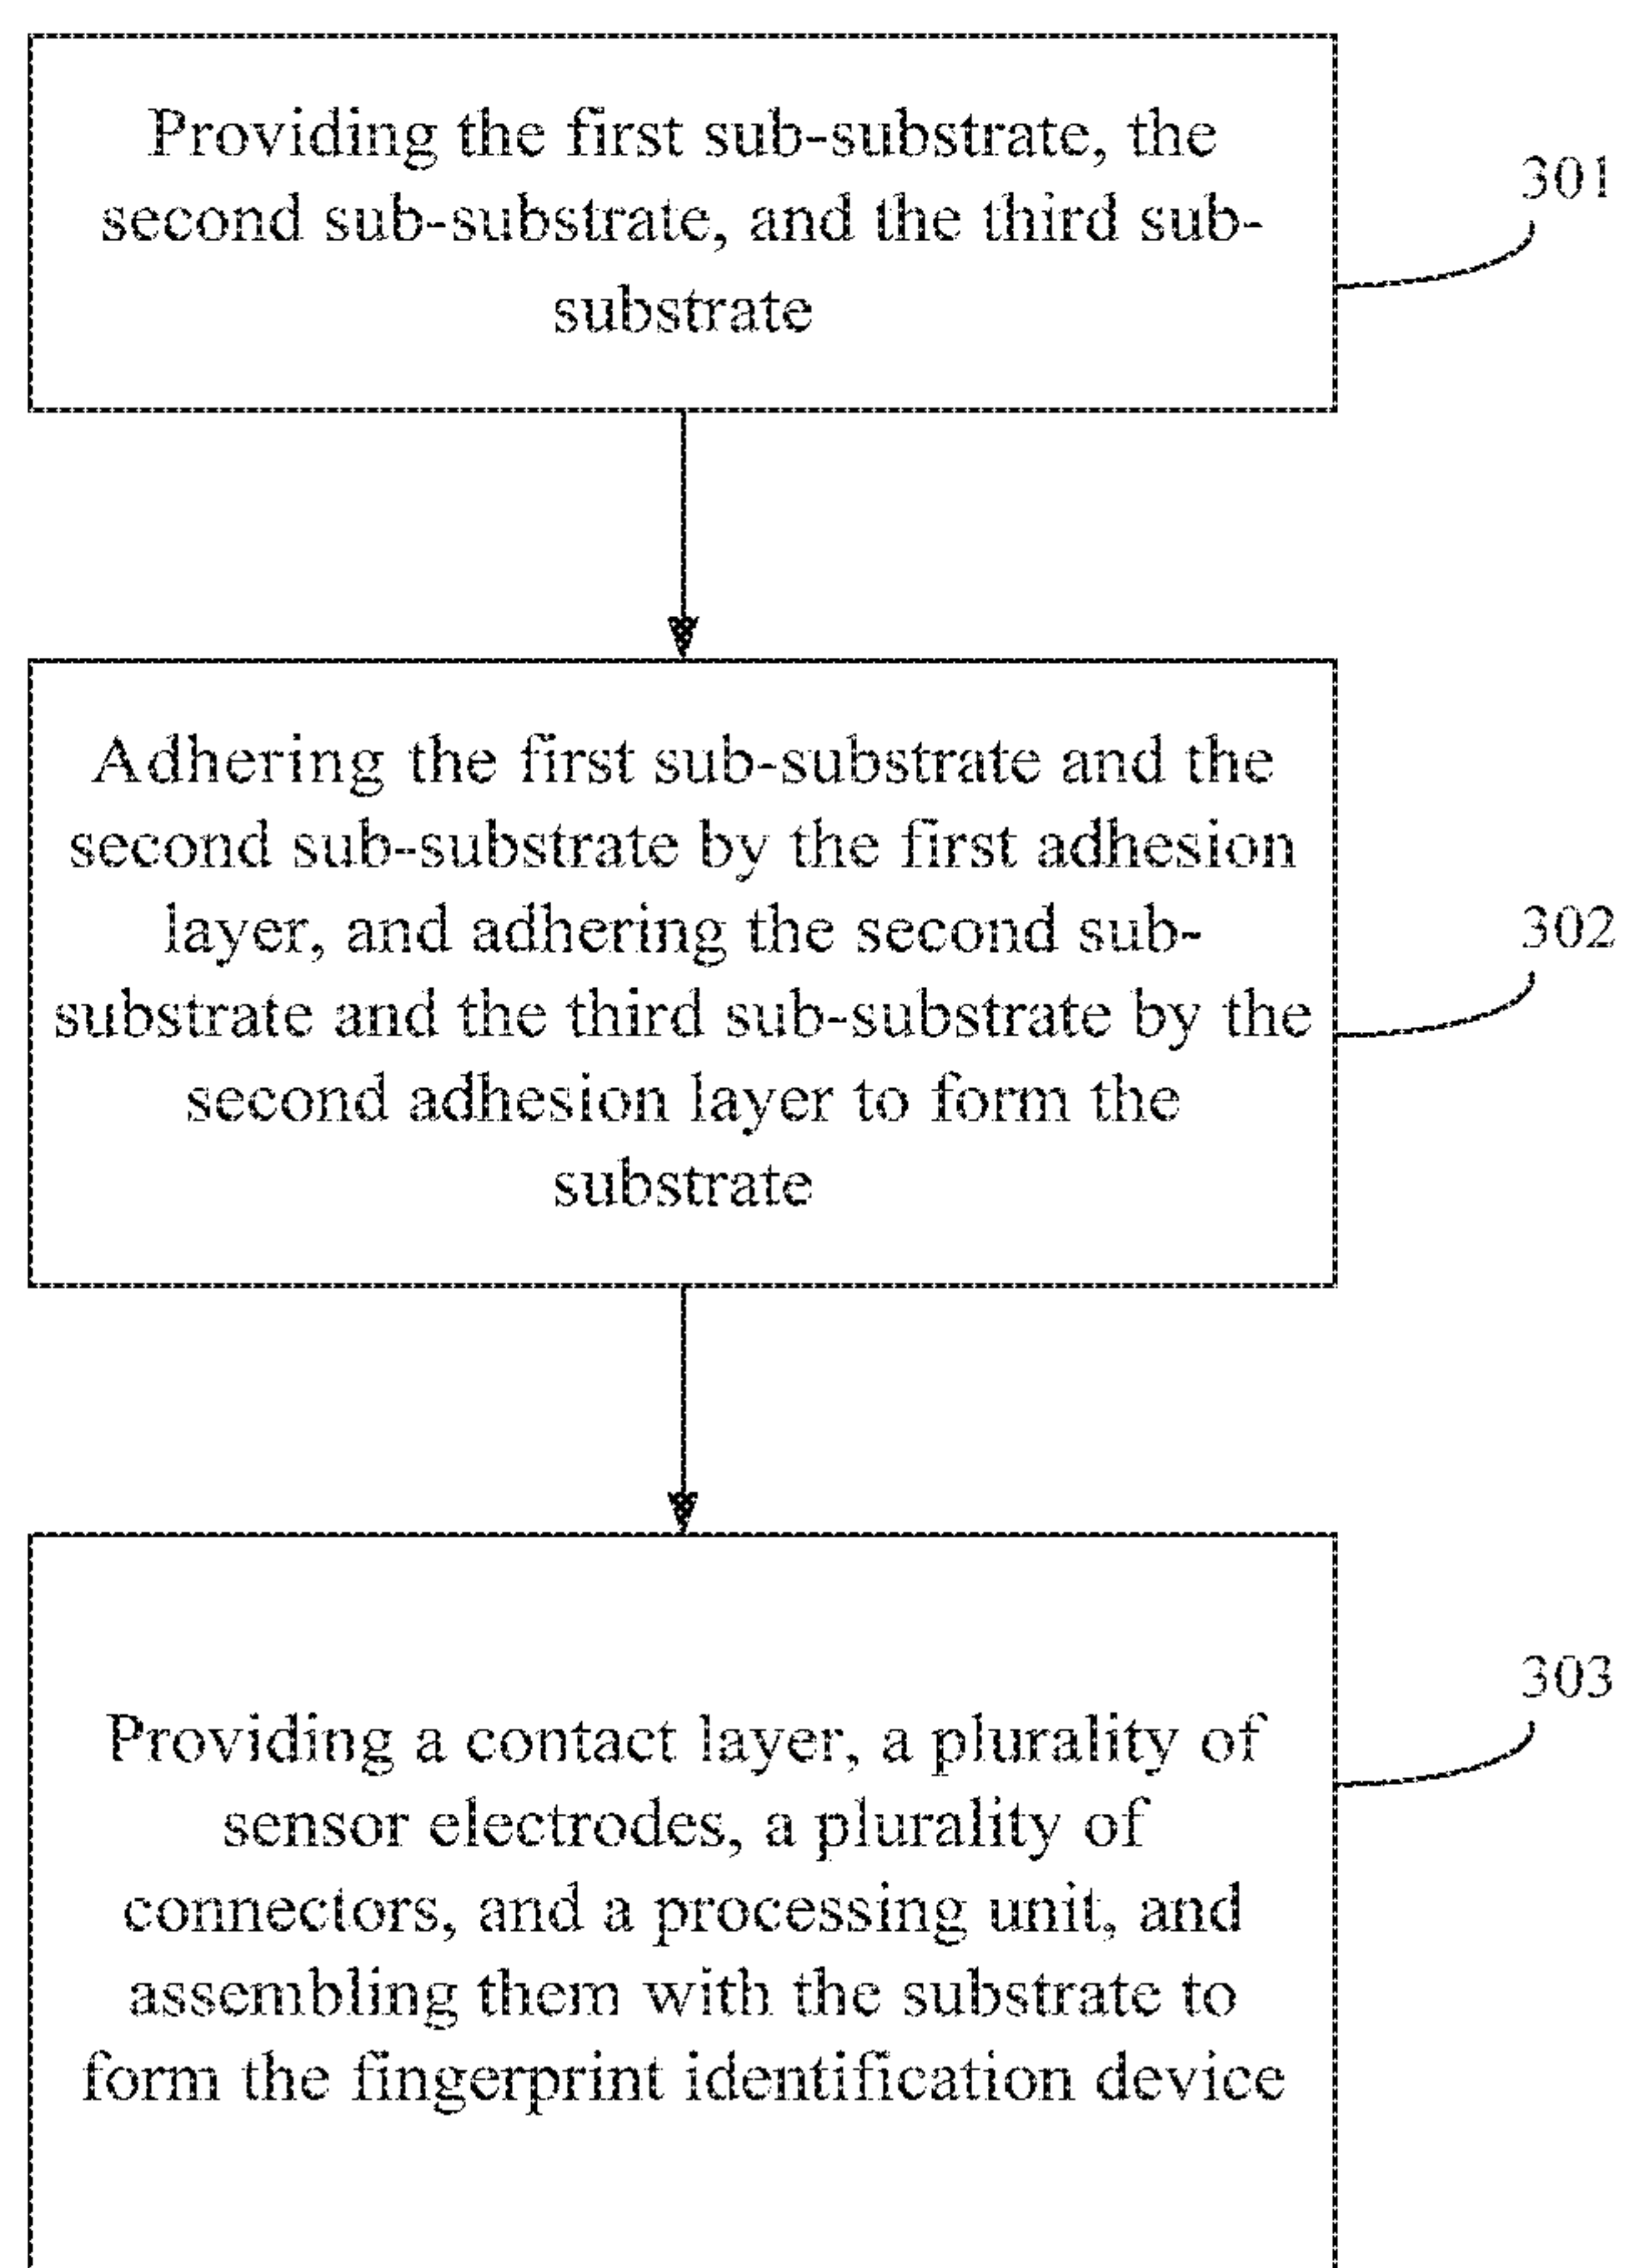 Providing the first sub-substrate, the
second sub-substrate, and the third sub-
substrate
301
Adhering the first sub-substrate and the
second sub-substrate by the first adhesion
layer, and adhering the second sub-
substrate and the third sub-substrate by the
second adhesion layer to form the
substrate
302
Providing a contact layer, a plurality of
sensor electrodes, a plurality of
connectors, and a processing unit, and
assembling them with the substrate to
form the fingerprint identification device
303